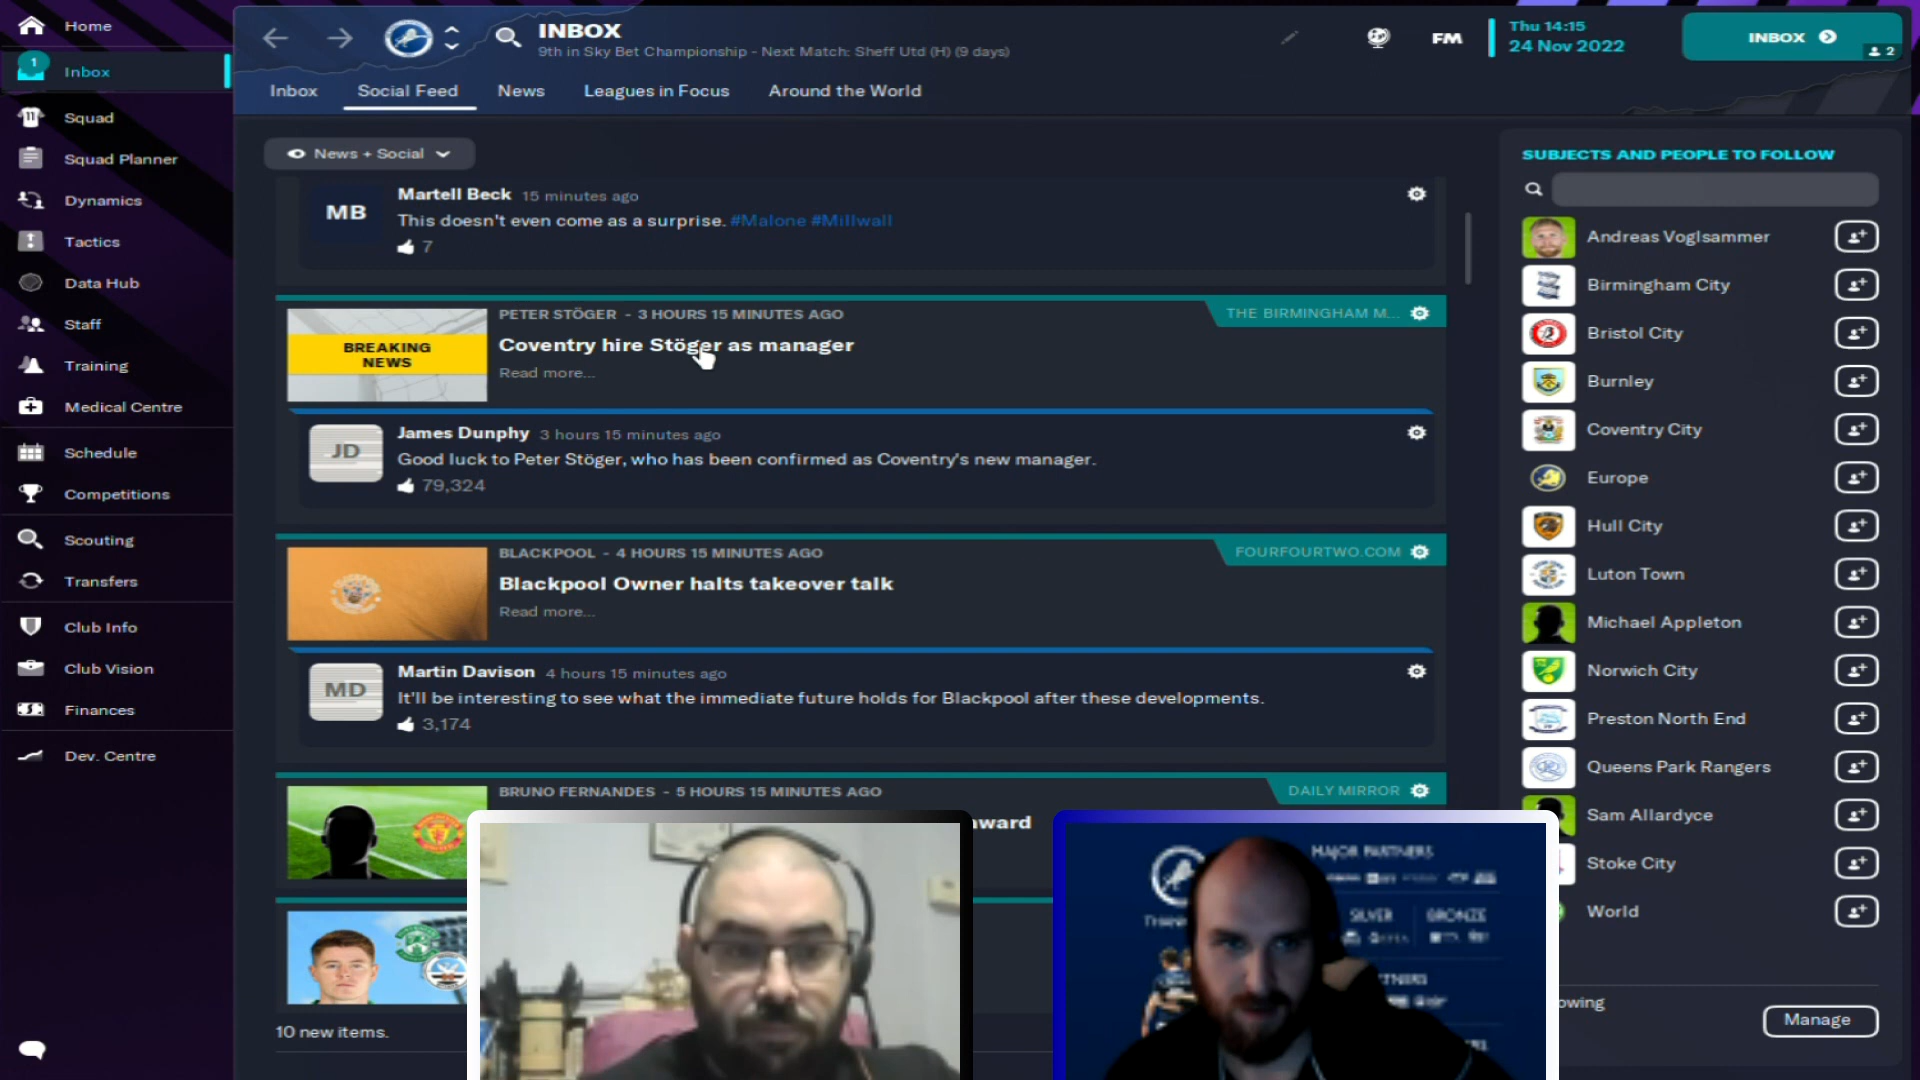 Home
1
Inbox
Squad
Squad Planner
Dynamics
Tactics
Data Hub
Staff
Training
Medical Centre
Schedule
Competitions
Scouting
Transfers
Club Info
Club Vision
Finances
Dev. Centre
INBOX
9th in Sky Bet Championship - Next Match: Sheff Utd (H) (9 days)
FM
Thu 14:15
24 Nov 2022
INBOX
2
Inbox
Social Feed
News
Leagues in Focus
Around the World
News + Social
MB
Martell Beck 15 minutes ago
This doesn't even come as a surprise. #Malone #Millwall
7
BREAKING
NEWS
PETER STÖGER - 3 HOURS 15 MINUTES AGO
THE BIRMINGHAM M...
Coventry hire Stöger as manager
Read more...
JD
James Dunphy 3 hours 15 minutes ago
Good luck to Peter Stöger, who has been confirmed as Coventry's new manager.
79,324
BLACKPOOL - 4 HOURS 15 MINUTES AGO
FOURFOURTWO.COM
Blackpool Owner halts takeover talk
Read more...
MD
Martin Davison 4 hours 15 minutes ago
It'll be interesting to see what the immediate future holds for Blackpool after these developments.
3,174
BRUNO FERNANDES - 5 HOURS 15 MINUTES AGO
DAILY MIRROR
award
10 new items.
SUBJECTS AND PEOPLE TO FOLLOW
Andreas Voglsammer
Birmingham City
Bristol City
Burnley
Coventry City
Europe
Hull City
Luton Town
Michael Appleton
Norwich City
Preston North End
Queens Park Rangers
Sam Allardyce
Stoke City
World
owing
Manage
MAJOR PARTNERS
SILVER
BRONZE